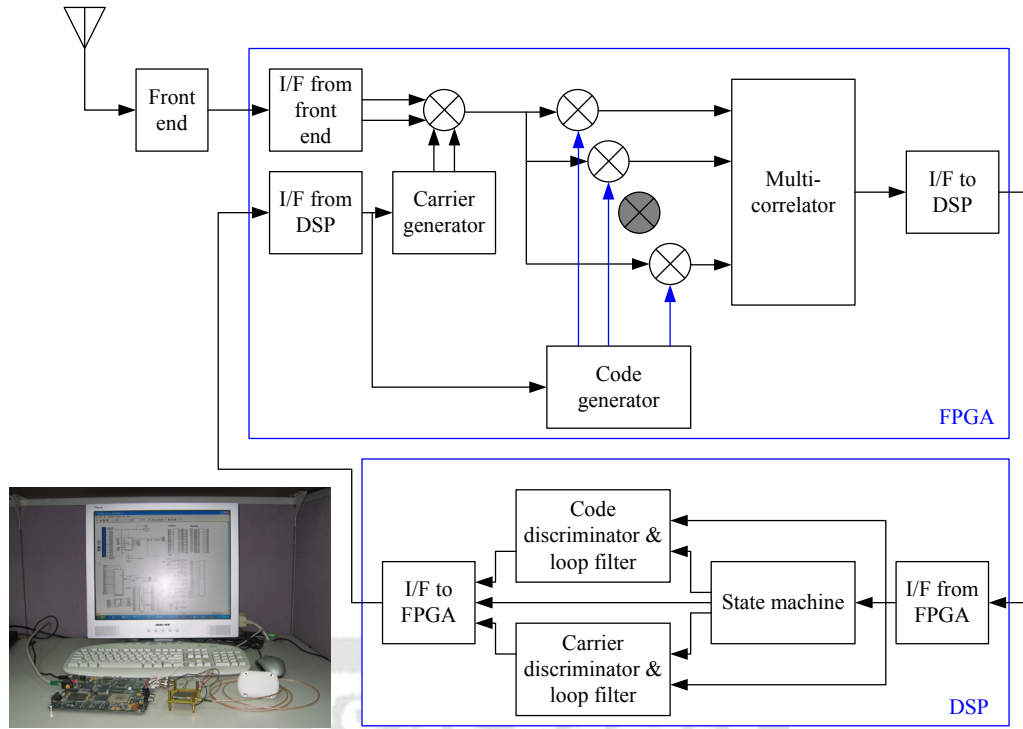 Front
end
I/F from
front
end
I/F from
DSP
Carrier
generator
Multi-
correlator
I/F to
DSP
Code
generator
FPGA
Code
discriminator &
loop filter
I/F to
FPGA
State machine
I/F from
FPGA
Carrier
discriminator &
loop filter
DSP